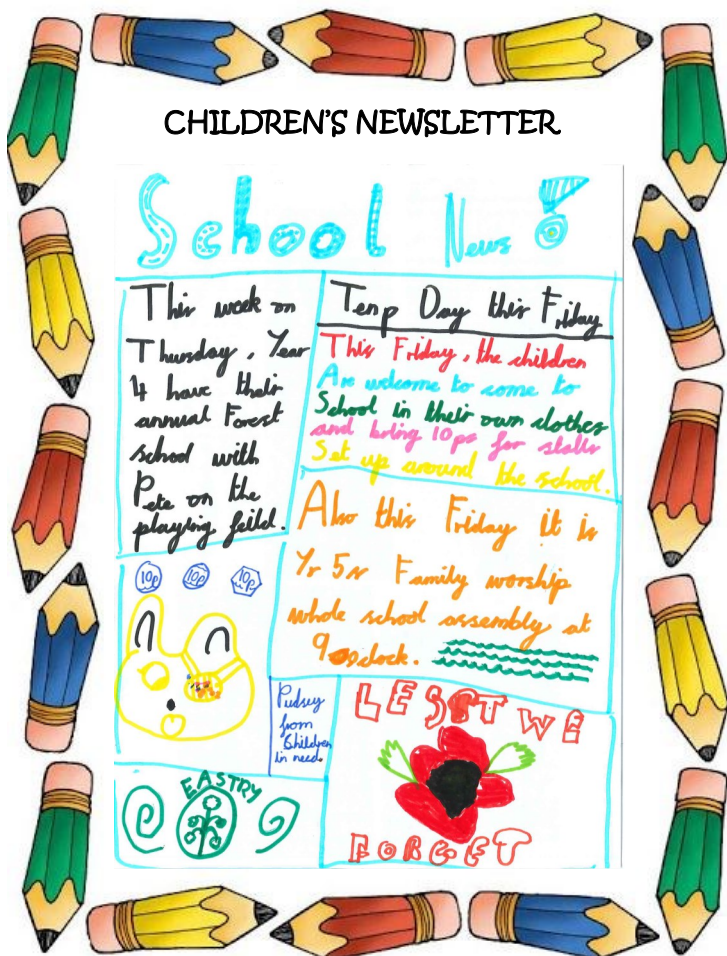 CHILDREN'S NEWSLETTER
School News
This week on
Thursday, Year
4 have their
annual Forest
school with
Pete on the
playing feild.
Tenp Day this Friday
This Friday, the children
Are welcome to come to
School in their own clothes
and bring 10ps for stalls
Set up around the school.
Also this Friday it is
Yr 5s Family worship
whole school assembly at
9 o'clock.
10p 10p 10p
Pudsey
from
Children
in need.
EASTRY
LEST WE
FORGET